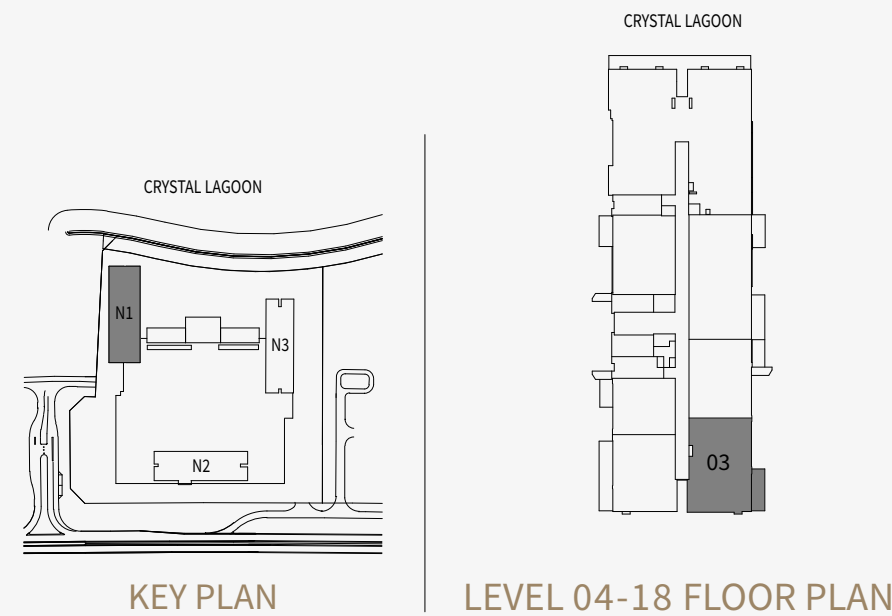 CRYSTAL LAGOON
N1
N3
N2
KEY PLAN
CRYSTAL LAGOON
03
LEVEL 04-18 FLOOR PLAN